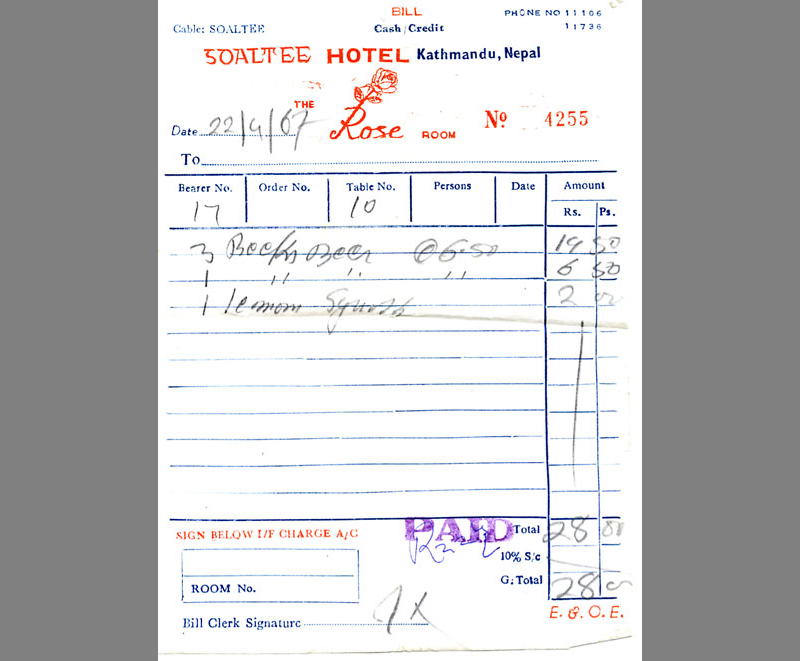 BILL
PHONE NO 11106
Cable: SOALTEE Cash/Credit 11736
SOALTEE HOTEL Kathmandu, Nepal
THE
Date 22/4/67 Rose ROOM No 4255
To
Bearer No. Order No. Table No. Persons Date Amount
Rs. Ps.
17 10
3 Beer @ 6.50 19 50
1 " " " 6 50
1 lemon Squash 2 00
PAID Total 28 00
SIGN BELOW I/F CHARGE A/C
10% S/c
ROOM No. G. Total 28 00
E. & O. E.
Bill Clerk Signature